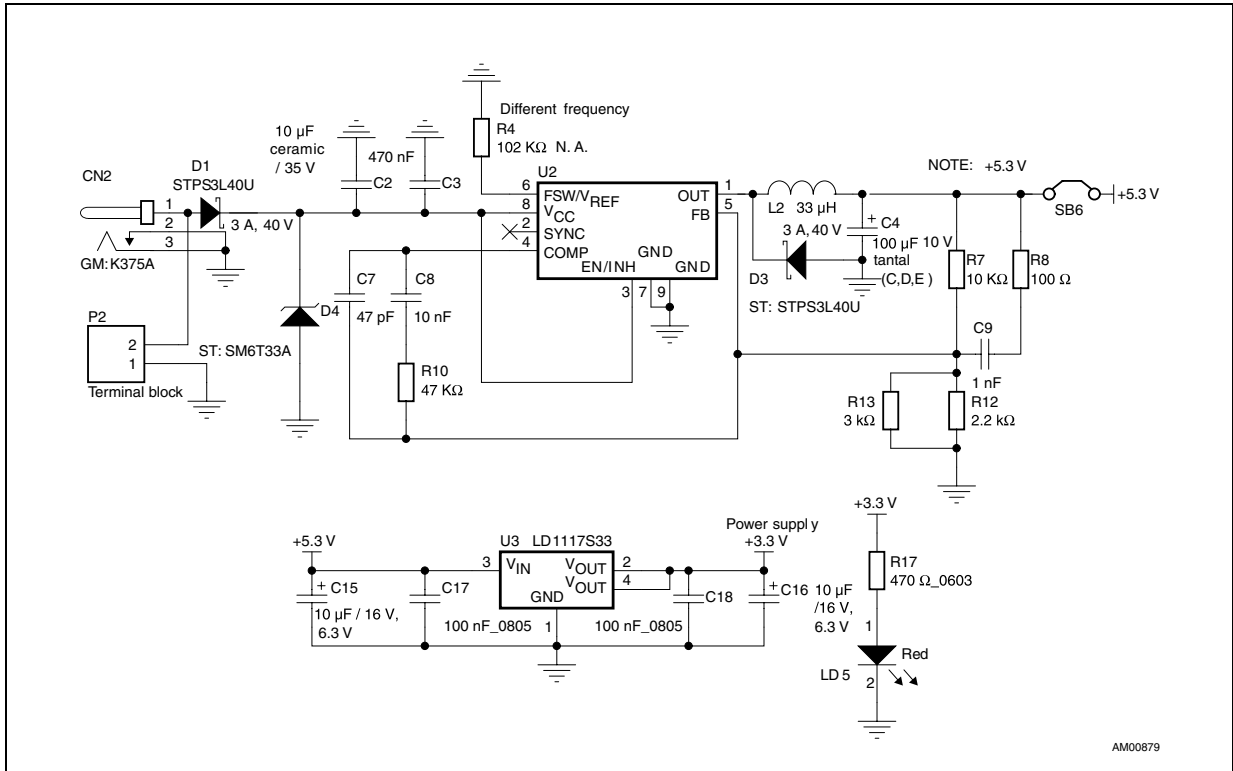 Different frequency
R4
102 KΩ N. A.
10 µF
ceramic
/ 35 V
470 nF
C2
C3
CN2
D1
STPS3L40U
3 A, 40 V
1
2
3
GM:K375A
P2
2
1
Terminal block
D4
ST: SM6T33A
C7
47 pF
C8
10 nF
R10
47 KΩ
U2
6 FSW/VREF
8 VCC
2 SYNC
4 COMP
EN/INH
GND
GND
OUT 1
FB 5
3 7 9
L2 33 µH
3 A, 40 V
D3
ST: STPS3L40U
+
C4
100 µF 10 V
tantal
(C,D,E )
NOTE: +5.3 V
SB6
+5.3 V
R7
10 KΩ
R8
100 Ω
C9
1 nF
R13
3 kΩ
R12
2.2 kΩ
+5.3 V
+ C15
10 µF / 16 V,
6.3 V
C17
100 nF_0805
U3 LD1117S33
3 VIN
VOUT 2
VOUT 4
GND
1
C18
100 nF_0805
Power supply
+3.3 V
+ C16
10 µF
/16 V,
6.3 V
+3.3 V
R17
470 Ω_0603
1
Red
LD 5
2
AM00879